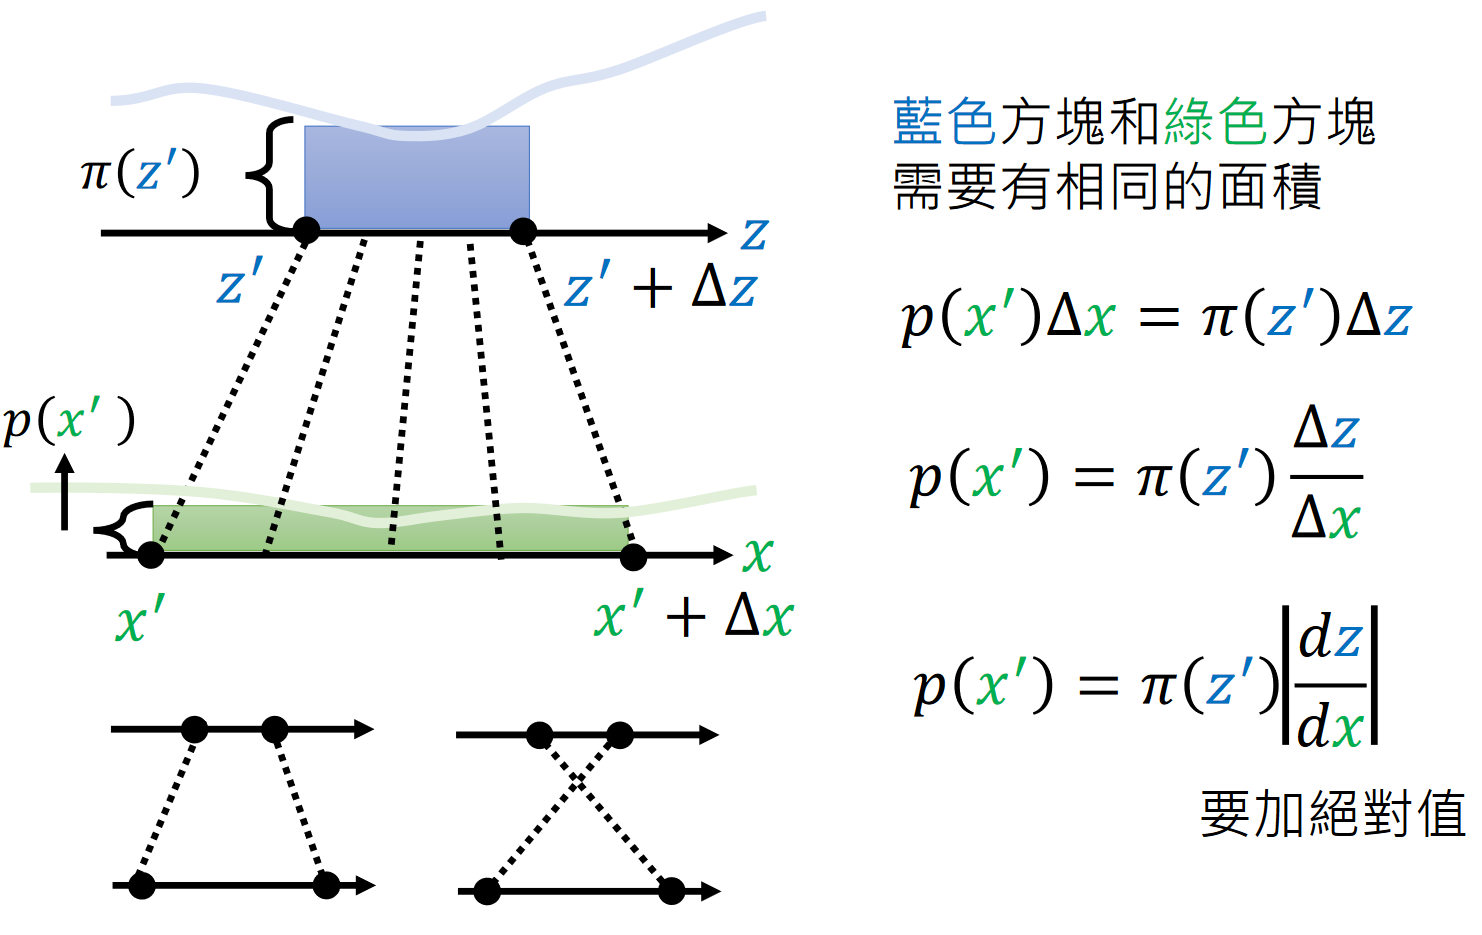 π(z′)
z
z′
z′ + Δz
p(x′ )
x
x′
x′ + Δx
藍色方塊和綠色方塊
需要有相同的面積
p(x′)Δx = π(z′)Δz
p(x′) = π(z′) Δz/Δx
p(x′) = π(z′)|dz/dx|
要加絕對值